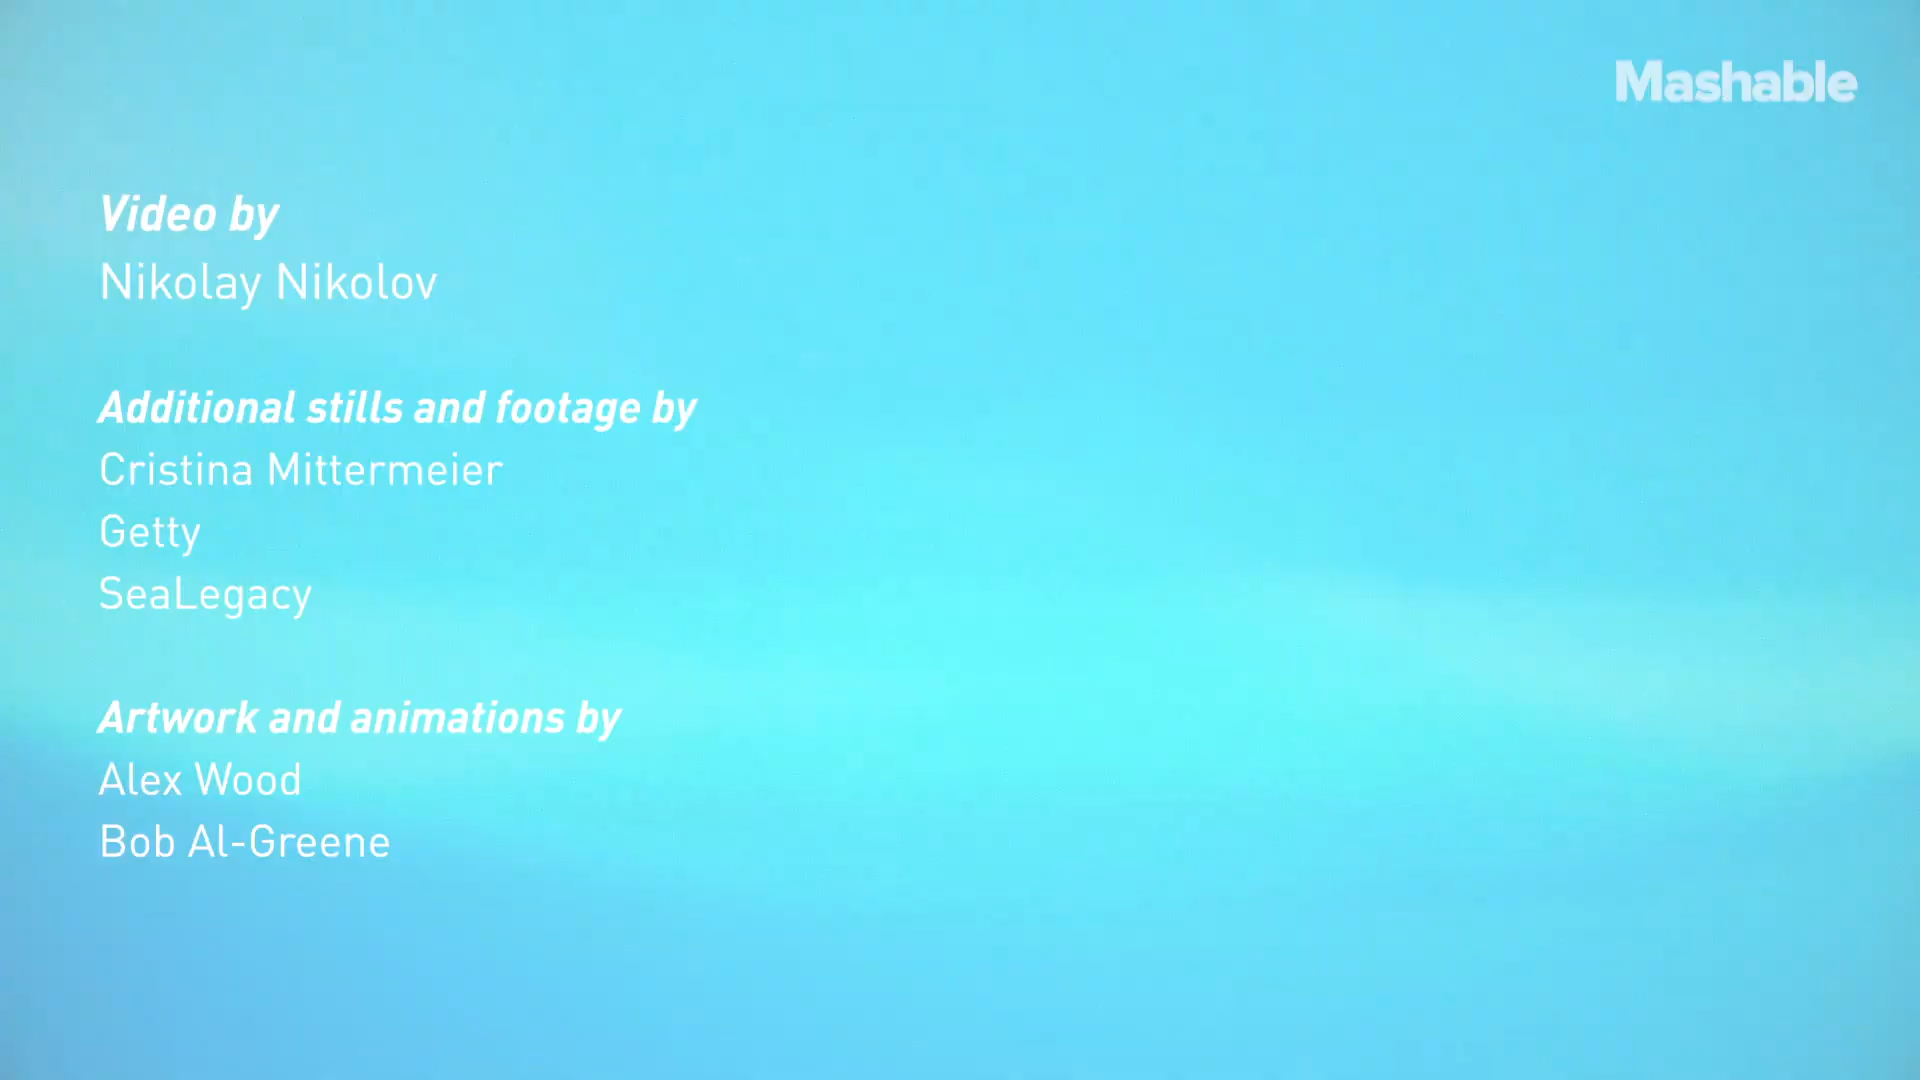 Mashable
Video by
Nikolay Nikolov
Additional stills and footage by
Cristina Mittermeier
Getty
SeaLegacy
Artwork and animations by
Alex Wood
Bob Al-Greene